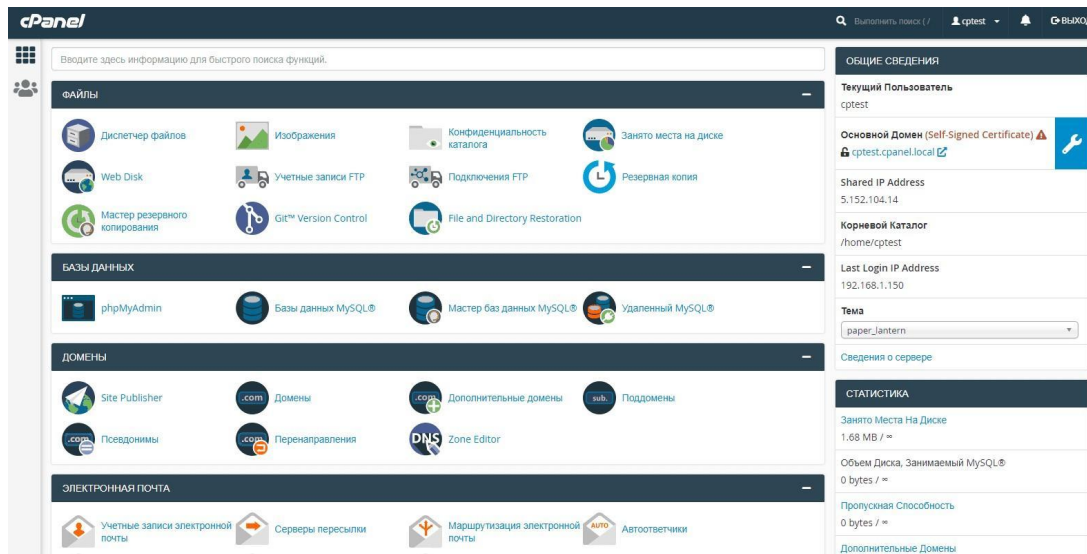 cPanel
Выполнить поиск ( /
cptest
ВЫХО
Вводите здесь информацию для быстрого поиска функций.
ФАЙЛЫ
Диспетчер файлов
Изображения
Конфиденциальность
каталога
Занято места на диске
Web Disk
Учетные записи FTP
Подключения FTP
Резервная копия
Мастер резервного
копирования
Git™ Version Control
File and Directory Restoration
БАЗЫ ДАННЫХ
phpMyAdmin
Базы данных MySQL®
Мастер баз данных MySQL®
Удаленный MySQL®
ДОМЕНЫ
Site Publisher
.com
Домены
.com
Дополнительные домены
sub.
Поддомены
.com
Псевдонимы
.com
Перенаправления
DNS
Zone Editor
ЭЛЕКТРОННАЯ ПОЧТА
Учетные записи электронной
почты
Серверы пересылки
Маршрутизация электронной
почты
AUTO
Автоответчики
ОБЩИЕ СВЕДЕНИЯ
Текущий Пользователь
cptest
Основной Домен (Self-Signed Certificate)
cptest.cpanel.local
Shared IP Address
5.152.104.14
Корневой Каталог
/home/cptest
Last Login IP Address
192.168.1.150
Тема
paper_lantern
Сведения о сервере
СТАТИСТИКА
Занято Места На Диске
1.68 MB / ∞
Объем Диска, Занимаемый MySQL®
0 bytes / ∞
Пропускная Способность
0 bytes / ∞
Дополнительные Домены